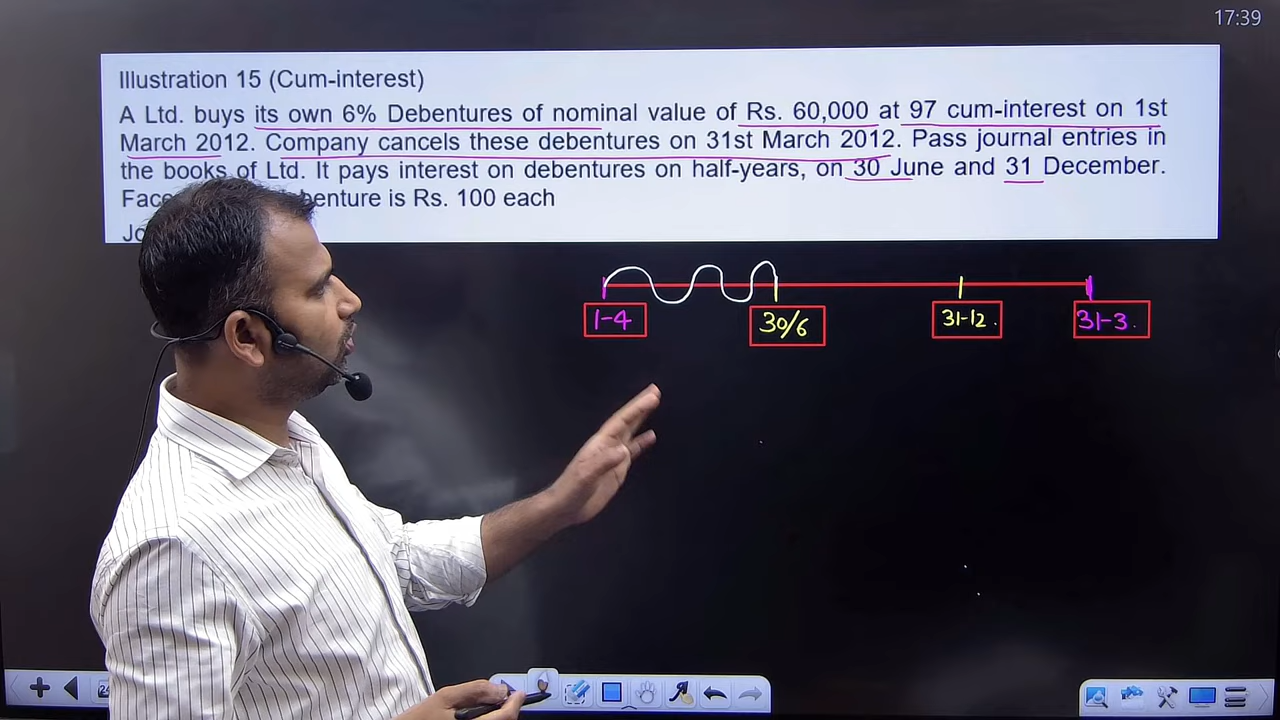 17:39
Illustration 15 (Cum-interest)
A Ltd. buys its own 6% Debentures of nominal value of Rs. 60,000 at 97 cum-interest on 1st
March 2012. Company cancels these debentures on 31st March 2012. Pass journal entries in
the books of Ltd. It pays interest on debentures on half-years, on 30 June and 31 December.
Face enture is Rs. 100 each
1-4 30/6 31-12. 31-3.